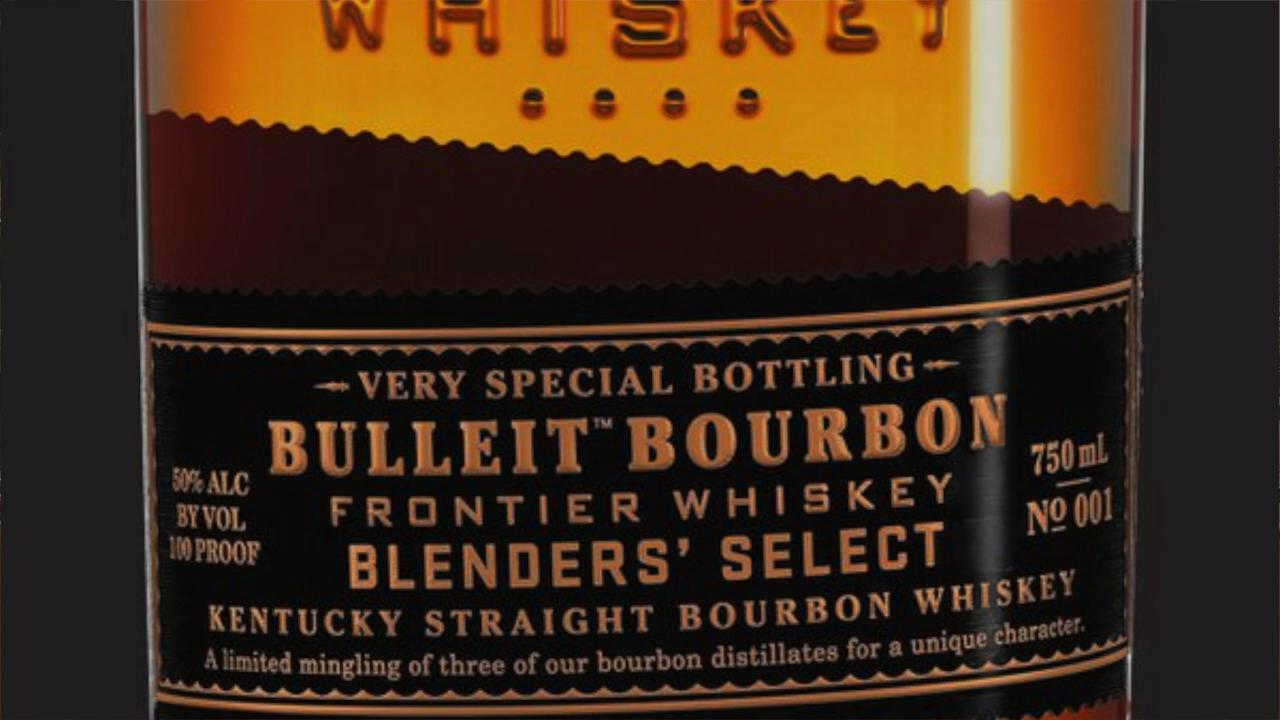 WHISKEY
VERY SPECIAL BOTTLING
BULLEIT™ BOURBON
FRONTIER WHISKEY
BLENDERS' SELECT
50% ALC
BY VOL
100 PROOF
750 mL
Nº 001
KENTUCKY STRAIGHT BOURBON WHISKEY
A limited mingling of three of our bourbon distillates for a unique character.